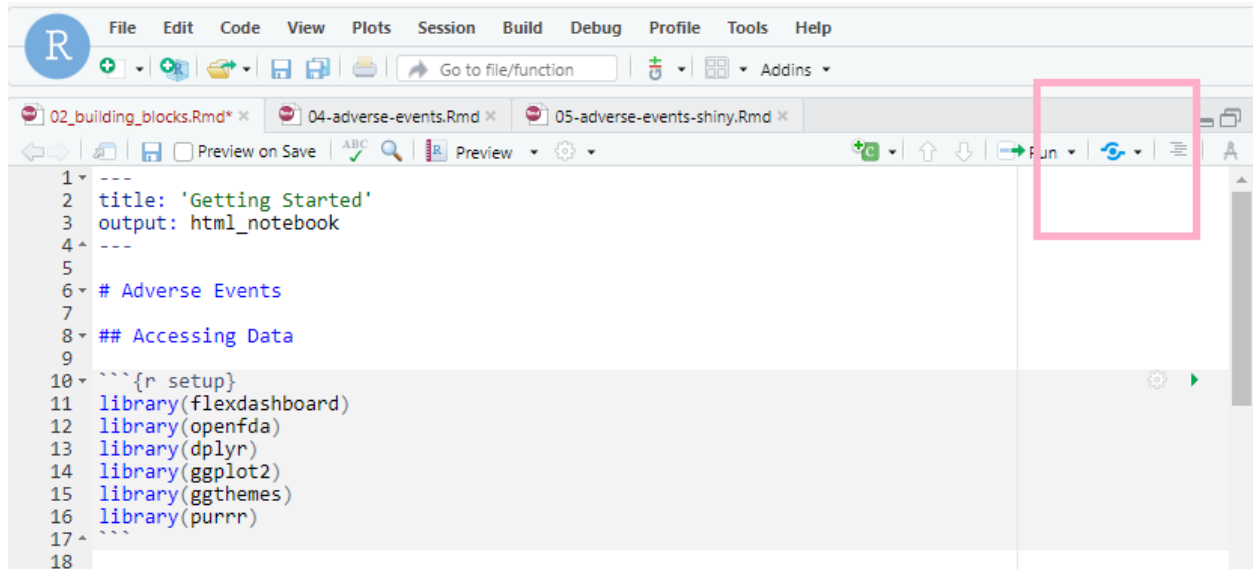 R
File Edit Code View Plots Session Build Debug Profile Tools Help
R Go to file/function Addins
02_building_blocks.Rmd* × 04-adverse-events.Rmd × 05-adverse-events-shiny.Rmd ×
Preview on Save ABC R Preview C Run A
1 ---
2 title: 'Getting Started'
3 output: html_notebook
4 ---
5
6 # Adverse Events
7
8 ## Accessing Data
9
10 ```{r setup}
11 library(flexdashboard)
12 library(openfda)
13 library(dplyr)
14 library(ggplot2)
15 library(ggthemes)
16 library(purrr)
17 ```
18